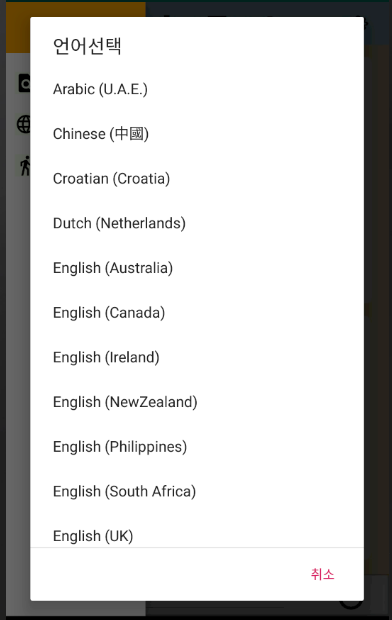 언어선택
Arabic (U.A.E.)
Chinese (中國)
Croatian (Croatia)
Dutch (Netherlands)
English (Australia)
English (Canada)
English (Ireland)
English (NewZealand)
English (Philippines)
English (South Africa)
English (UK)
취소